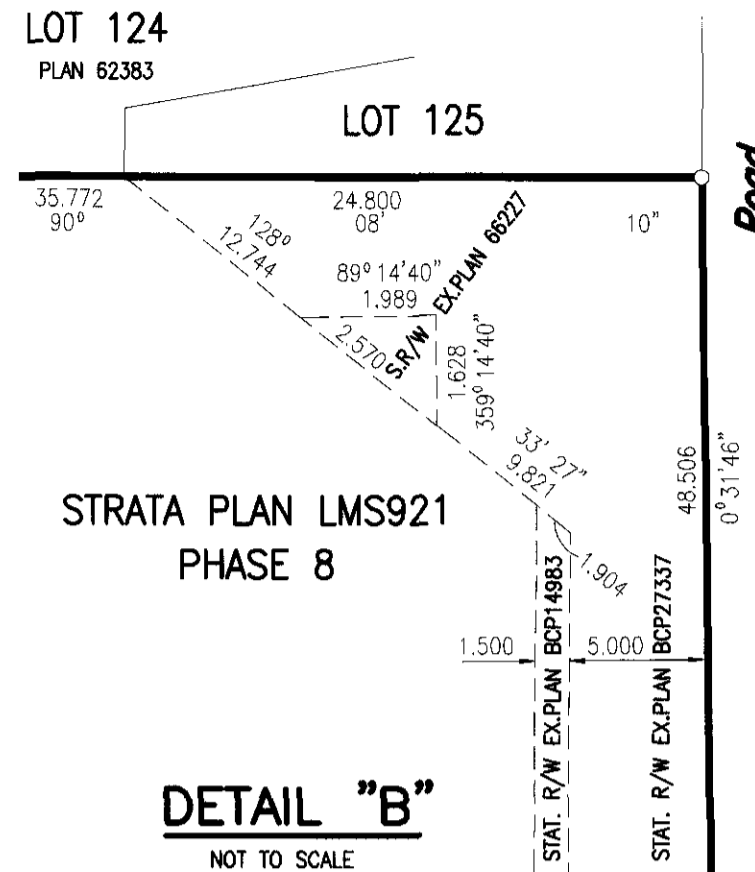 LOT 124
PLAN 62383
LOT 125
Road
35.772
90°
24.800
08'
10"
128°
12.744
89° 14'40"
1.989
S.R/W EX.PLAN 66227
2.570
1.628
359° 14'40"
33' 27"
9.821
48.506
0° 31'46"
STRATA PLAN LMS921
PHASE 8
1.904
1.500
5.000
STAT. R/W EX.PLAN BCP14983
STAT. R/W EX.PLAN BCP27337
DETAIL "B"
NOT TO SCALE